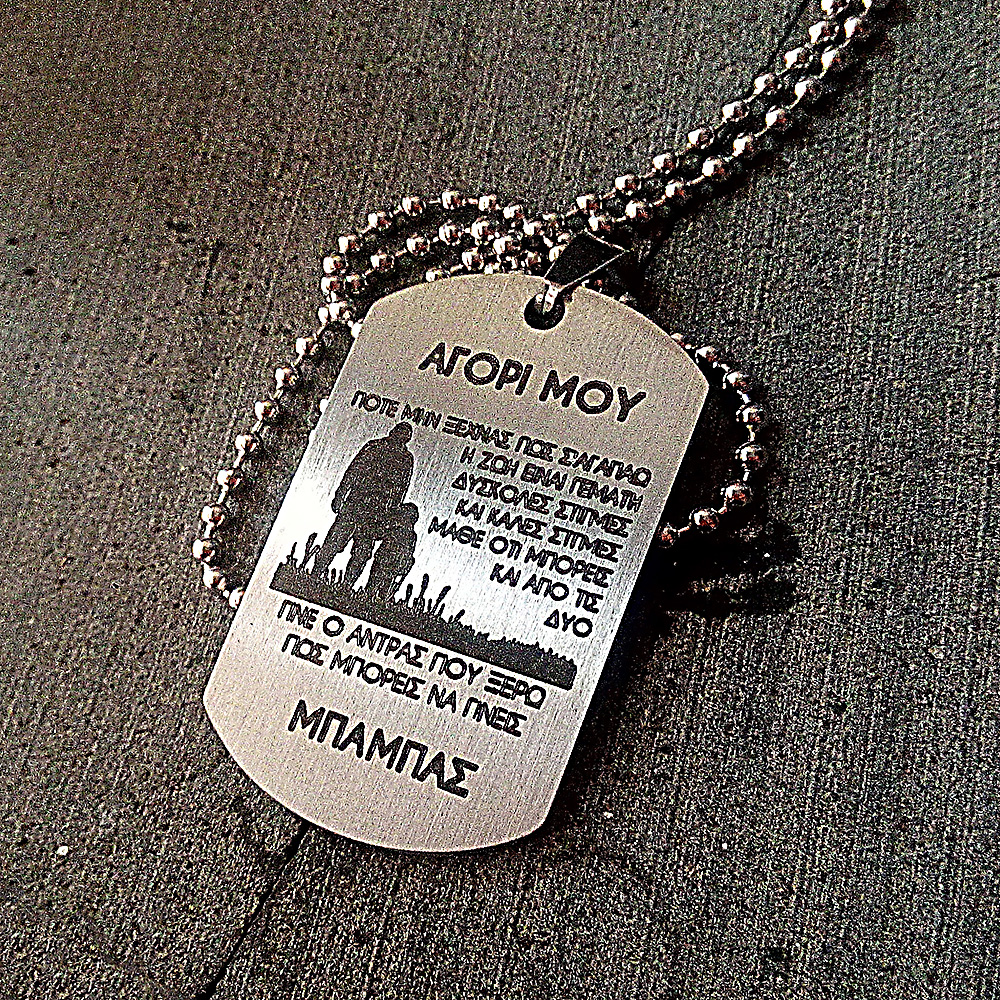 ΑΓΟΡΙ ΜΟΥ
ΠΟΤΕ ΜΗΝ ΞΕΧΝΑΣ ΠΩΣ Σ'ΑΓΑΠΑΩ
Η ΖΩΗ ΕΙΝΑΙ ΓΕΜΑΤΗ
ΔΥΣΚΟΛΕΣ ΣΤΙΓΜΕΣ
ΚΑΙ ΚΑΛΕΣ ΣΤΙΓΜΕΣ
ΜΑΘΕ ΟΤΙ ΜΠΟΡΕΙΣ
ΚΑΙ ΑΠΟ ΤΙΣ
ΔΥΟ
ΓΙΝΕ Ο ΑΝΤΡΑΣ ΠΟΥ ΞΕΡΩ
ΠΩΣ ΜΠΟΡΕΙΣ ΝΑ ΓΙΝΕΙΣ
ΜΠΑΜΠΑΣ